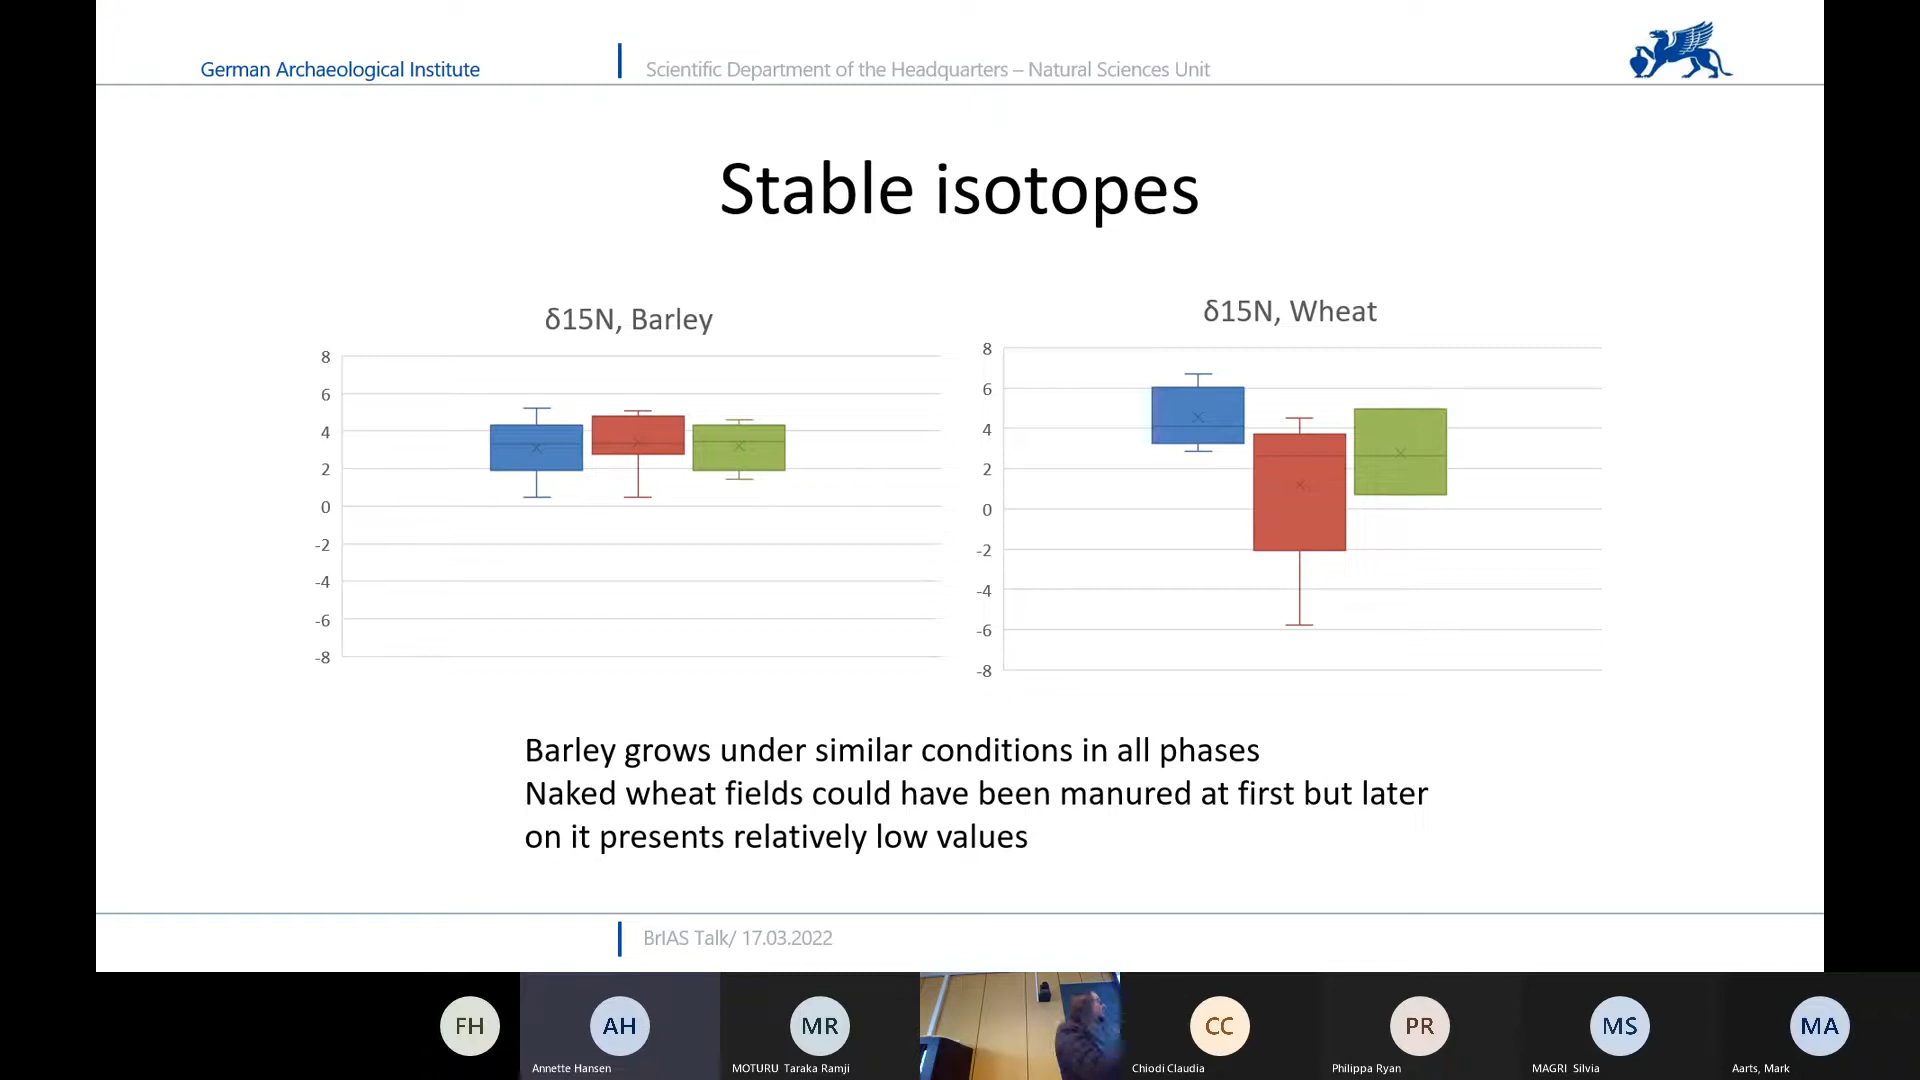 German Archaeological Institute
Scientific Department of the Headquarters – Natural Sciences Unit
Stable isotopes
δ15N, Barley
8
6
4
2
0
-2
-4
-6
-8
δ15N, Wheat
8
6
4
2
0
-2
-4
-6
-8
Barley grows under similar conditions in all phases
Naked wheat fields could have been manured at first but later
on it presents relatively low values
BrIAS Talk/ 17.03.2022
FH
AH
Annette Hansen
MR
MOTURU Taraka Ramji
CC
Chiodi Claudia
PR
Philippa Ryan
MS
MAGRI Silvia
MA
Aarts, Mark